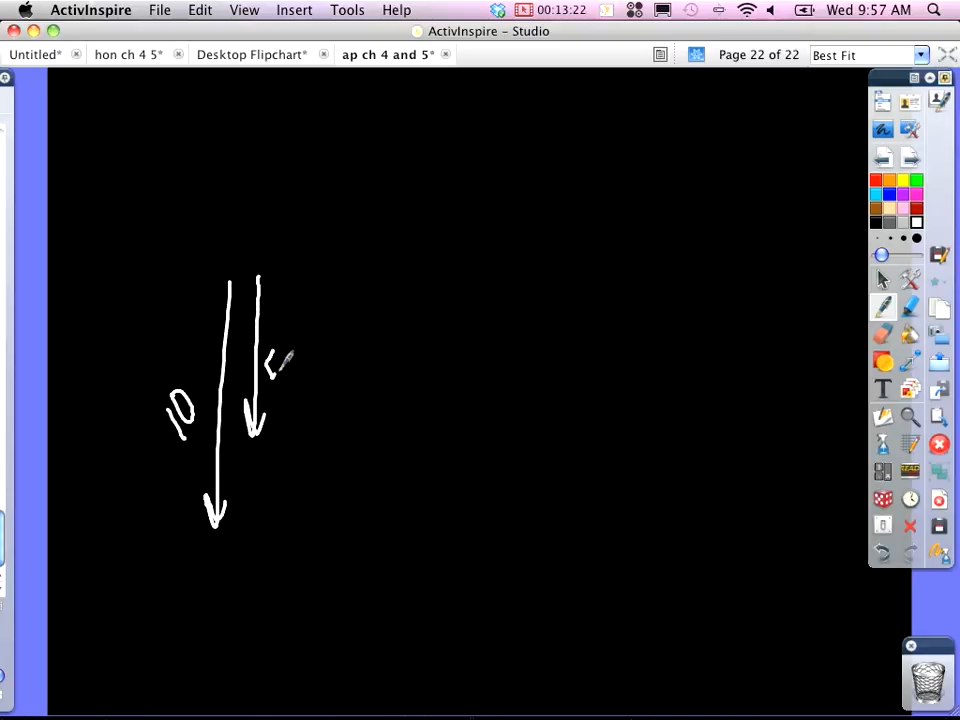 ActivInspire File Edit View Insert Tools Help 00:13:22 Wed 9:57 AM
ActivInspire - Studio
Untitled* hon ch 4 5* Desktop Flipchart* ap ch 4 and 5* Page 22 of 22 Best Fit
10